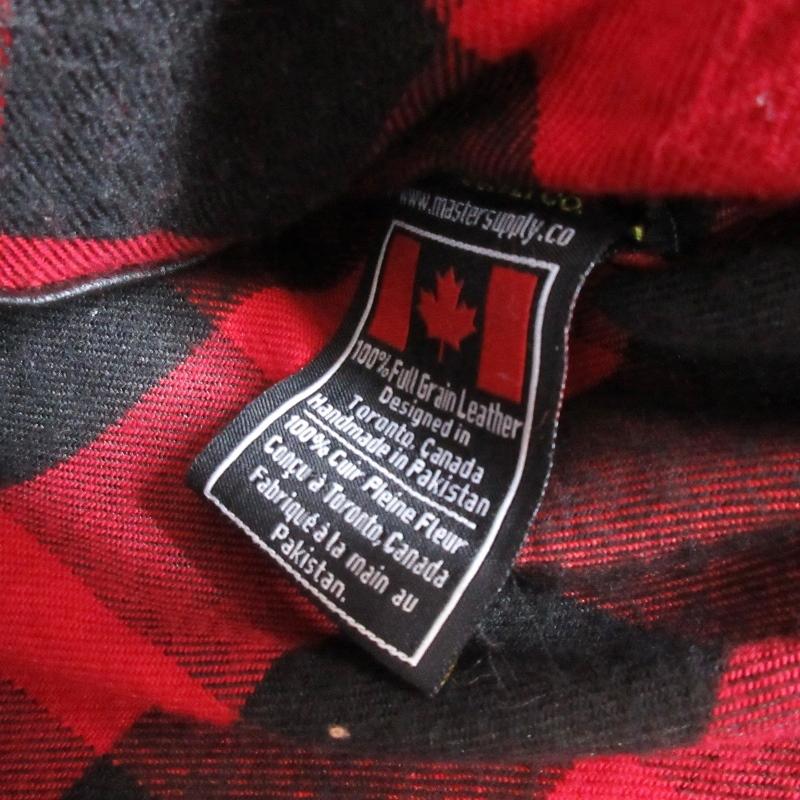 www.mastersupply.co
100% Full Grain Leather
Designed in
Toronto, Canada
Handmade in Pakistan
100% Cuir Pleine Fleur
Conçu à Toronto, Canada
Fabriqué à la main au
Pakistan.